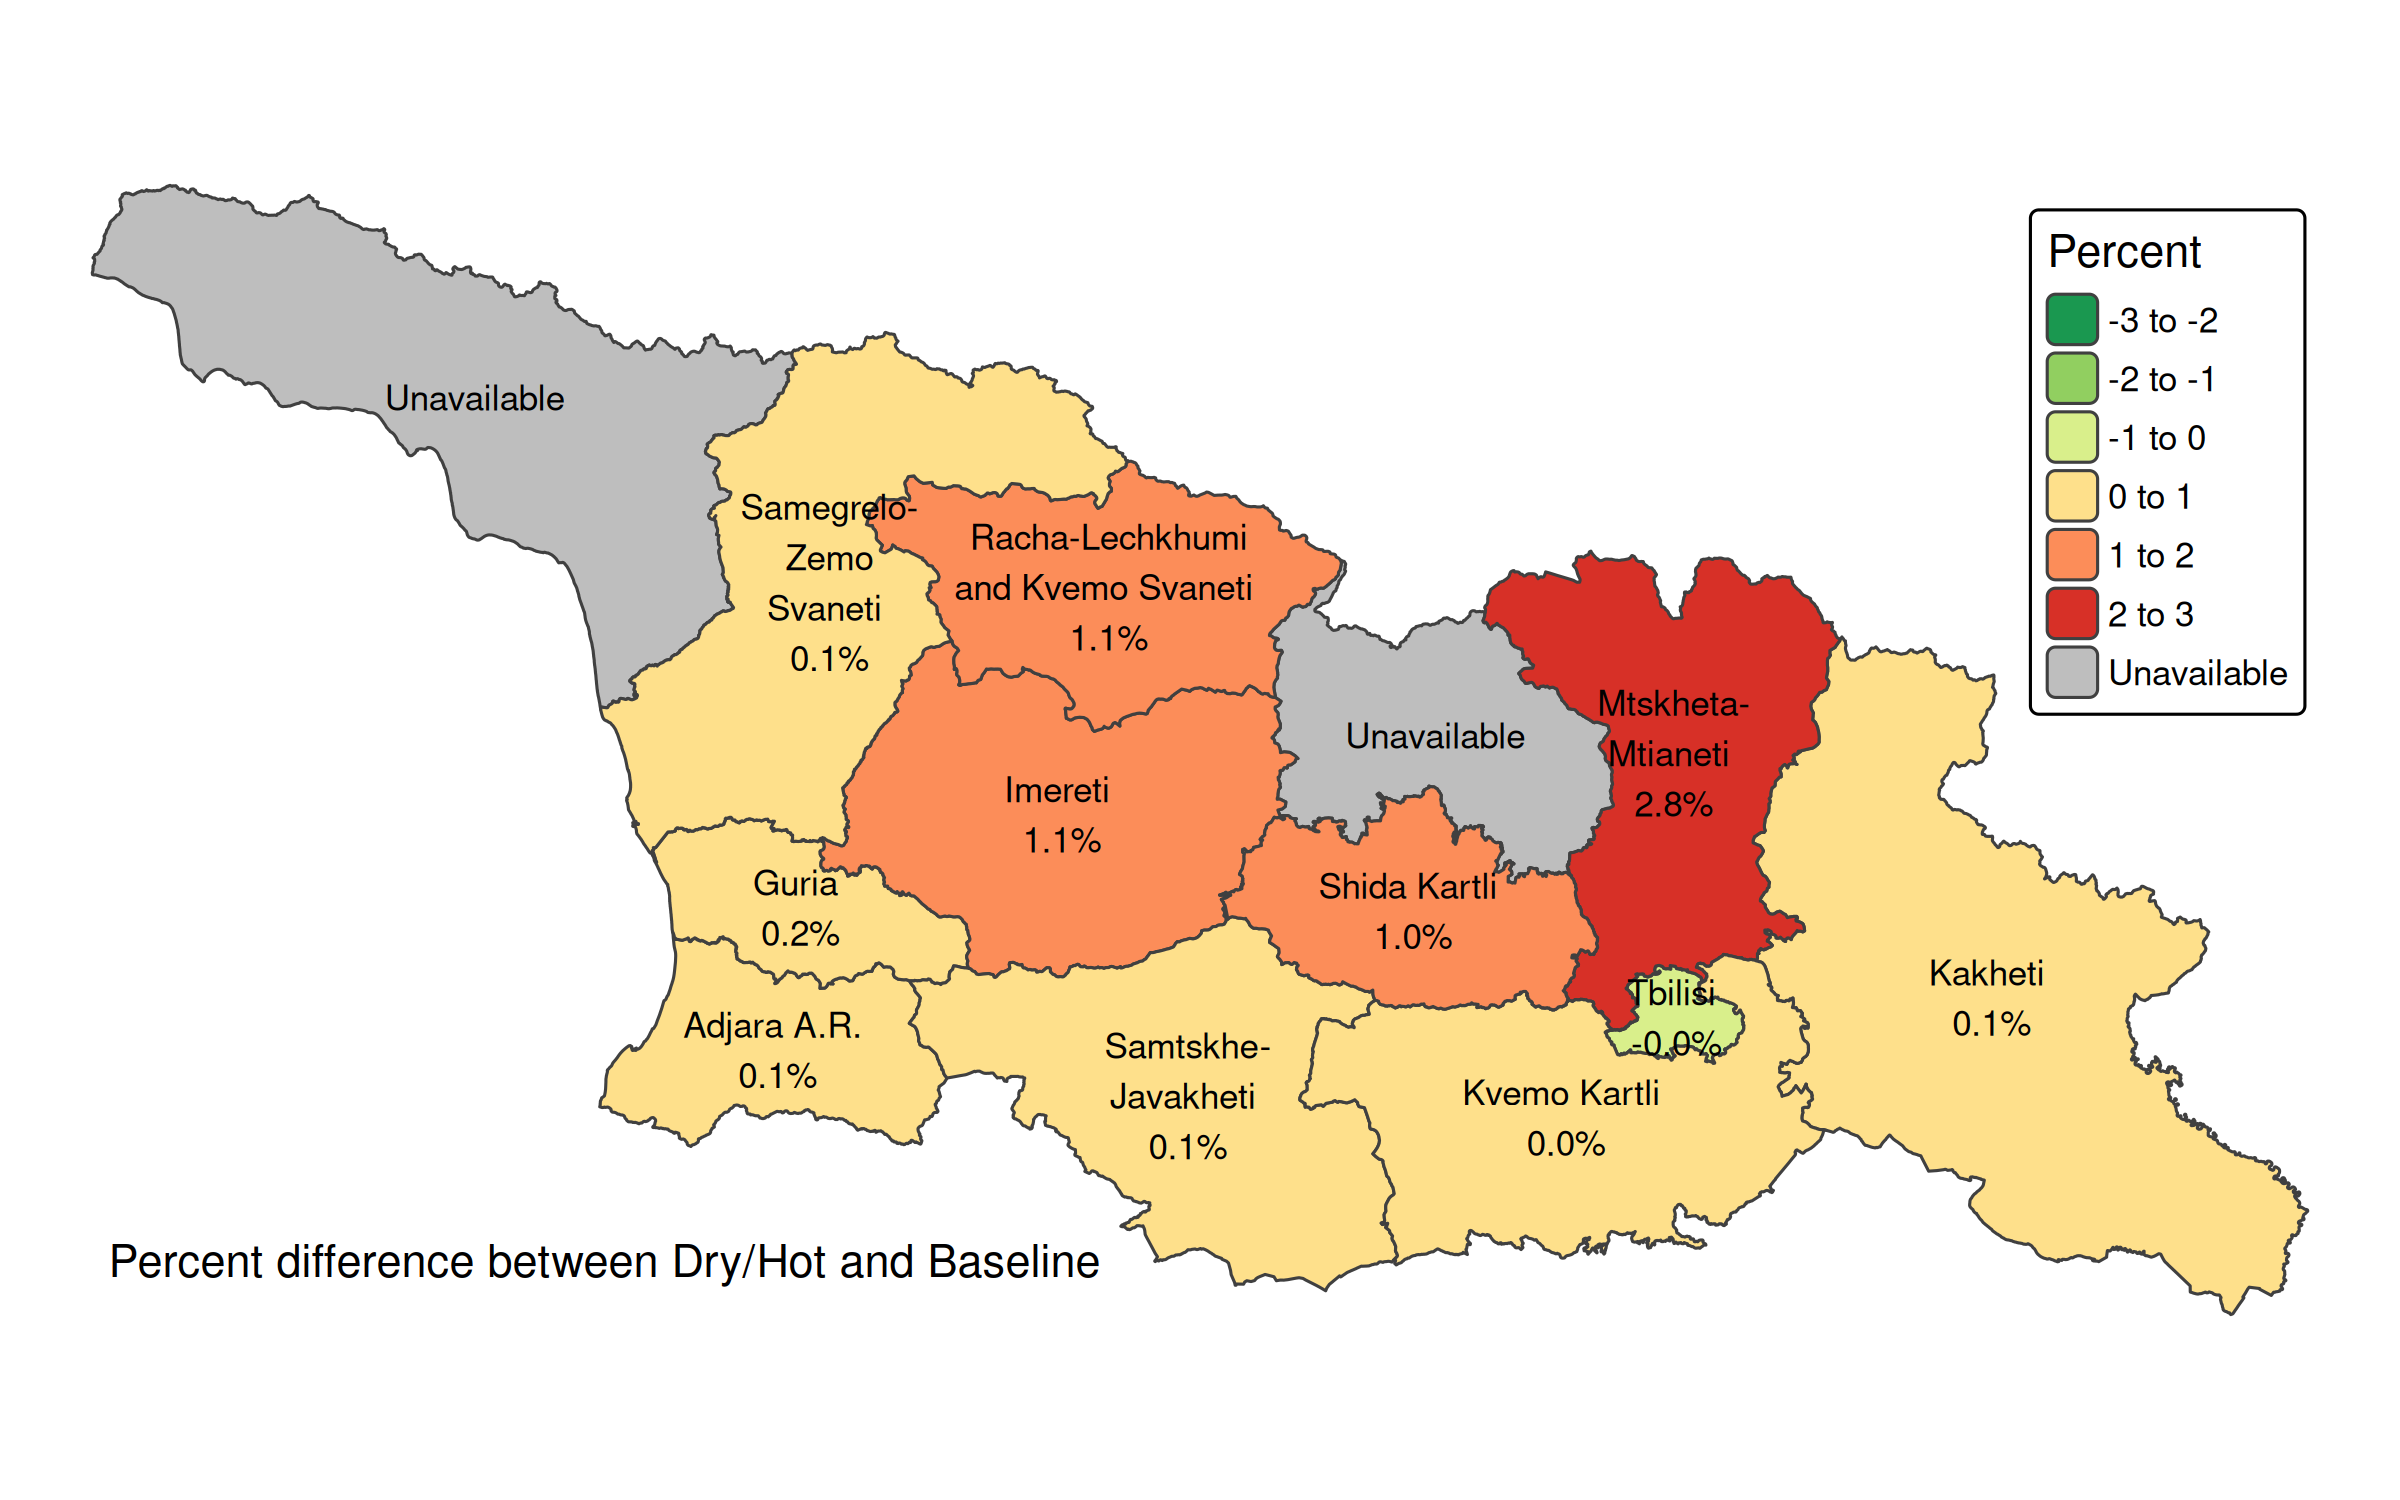 Unavailable
Samegrelo-
Zemo
Svaneti
0.1%
Racha-Lechkhumi
and Kvemo Svaneti
1.1%
Imereti
1.1%
Unavailable
Mtskheta-
Mtianeti
2.8%
Guria
0.2%
Shida Kartli
1.0%
Adjara A.R.
0.1%
Samtskhe-
Javakheti
0.1%
Tbilisi
-0.0%
Kvemo Kartli
0.0%
Kakheti
0.1%
Percent
-3 to -2
-2 to -1
-1 to 0
0 to 1
1 to 2
2 to 3
Unavailable
Percent difference between Dry/Hot and Baseline